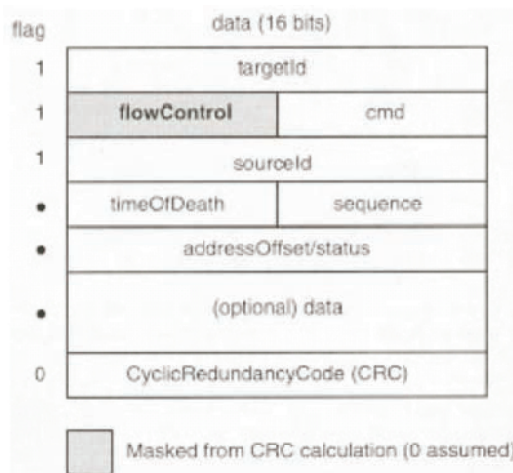 flag data (16 bits)
1 targetId
1 flowControl cmd
1 sourceId
• timeOfDeath sequence
• addressOffset/status
• (optional) data
0 CyclicRedundancyCode (CRC)
Masked from CRC calculation (0 assumed)